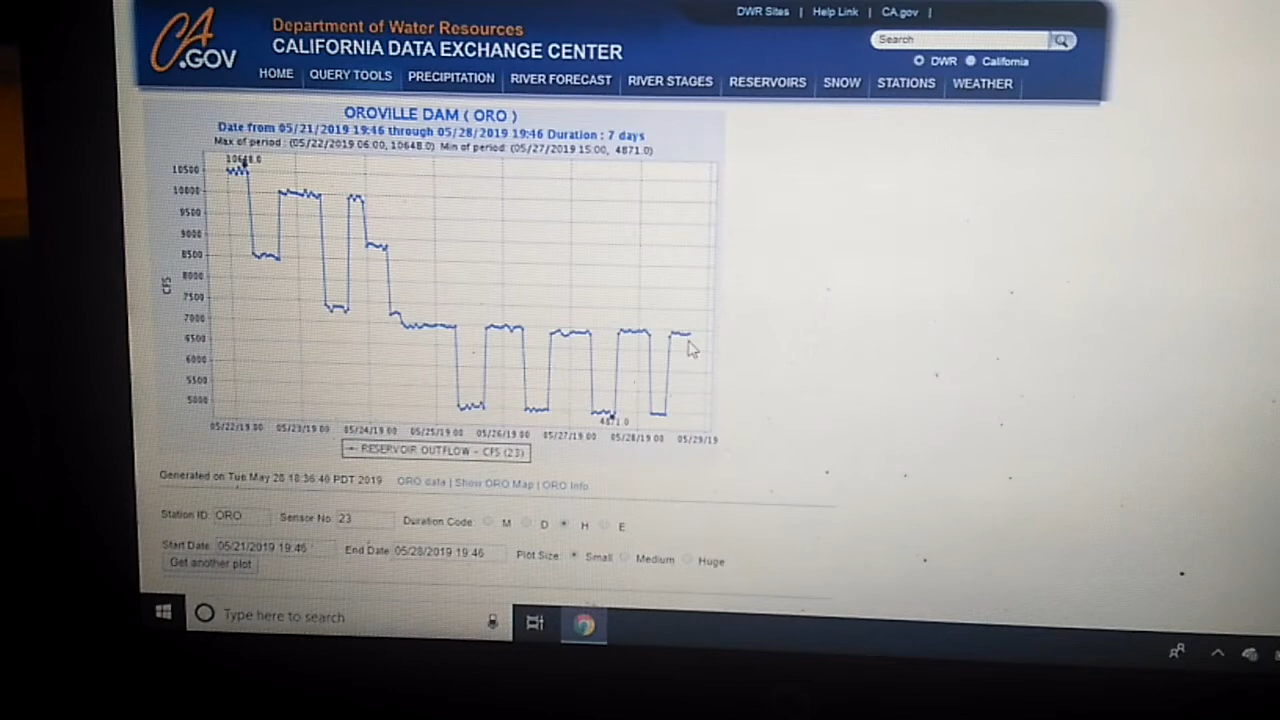 DWR Sites | Help Link | CA.gov |
CA.GOV
Department of Water Resources
CALIFORNIA DATA EXCHANGE CENTER
Search
DWR California
HOME QUERY TOOLS PRECIPITATION RIVER FORECAST RIVER STAGES RESERVOIRS SNOW STATIONS WEATHER
OROVILLE DAM ( ORO )
Date from 05/21/2019 19:46 through 05/28/2019 19:46 Duration : 7 days
Max of period : (05/22/2019 06:00, 10648.0) Min of period: (05/27/2019 15:00, 4871.0)
10648.0
10500
10000
9500
9000
8500
8000
7500
7000
6500
6000
5500
5000
CFS
4871.0
05/22/19 00 05/23/19 00 05/24/19 00 05/25/19 00 05/26/19 00 05/27/19 00 05/28/19 00 05/29/19
RESERVOIR OUTFLOW - CFS (23)
Generated on Tue May 28 18:36:40 PDT 2019 ORO data | Show ORO Map | ORO Info
Station ID: ORO Sensor No: 23 Duration Code: M D H E
Start Date: 05/21/2019 19:46 End Date: 05/28/2019 19:46 Plot Size: Small Medium Huge
Get another plot
Type here to search